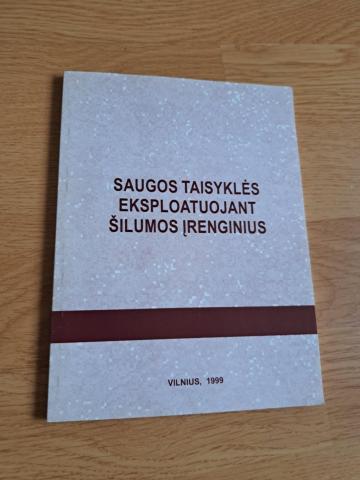 SAUGOS TAISYKLĖS
EKSPLOATUOJANT
ŠILUMOS ĮRENGINIUS
VILNIUS, 1999